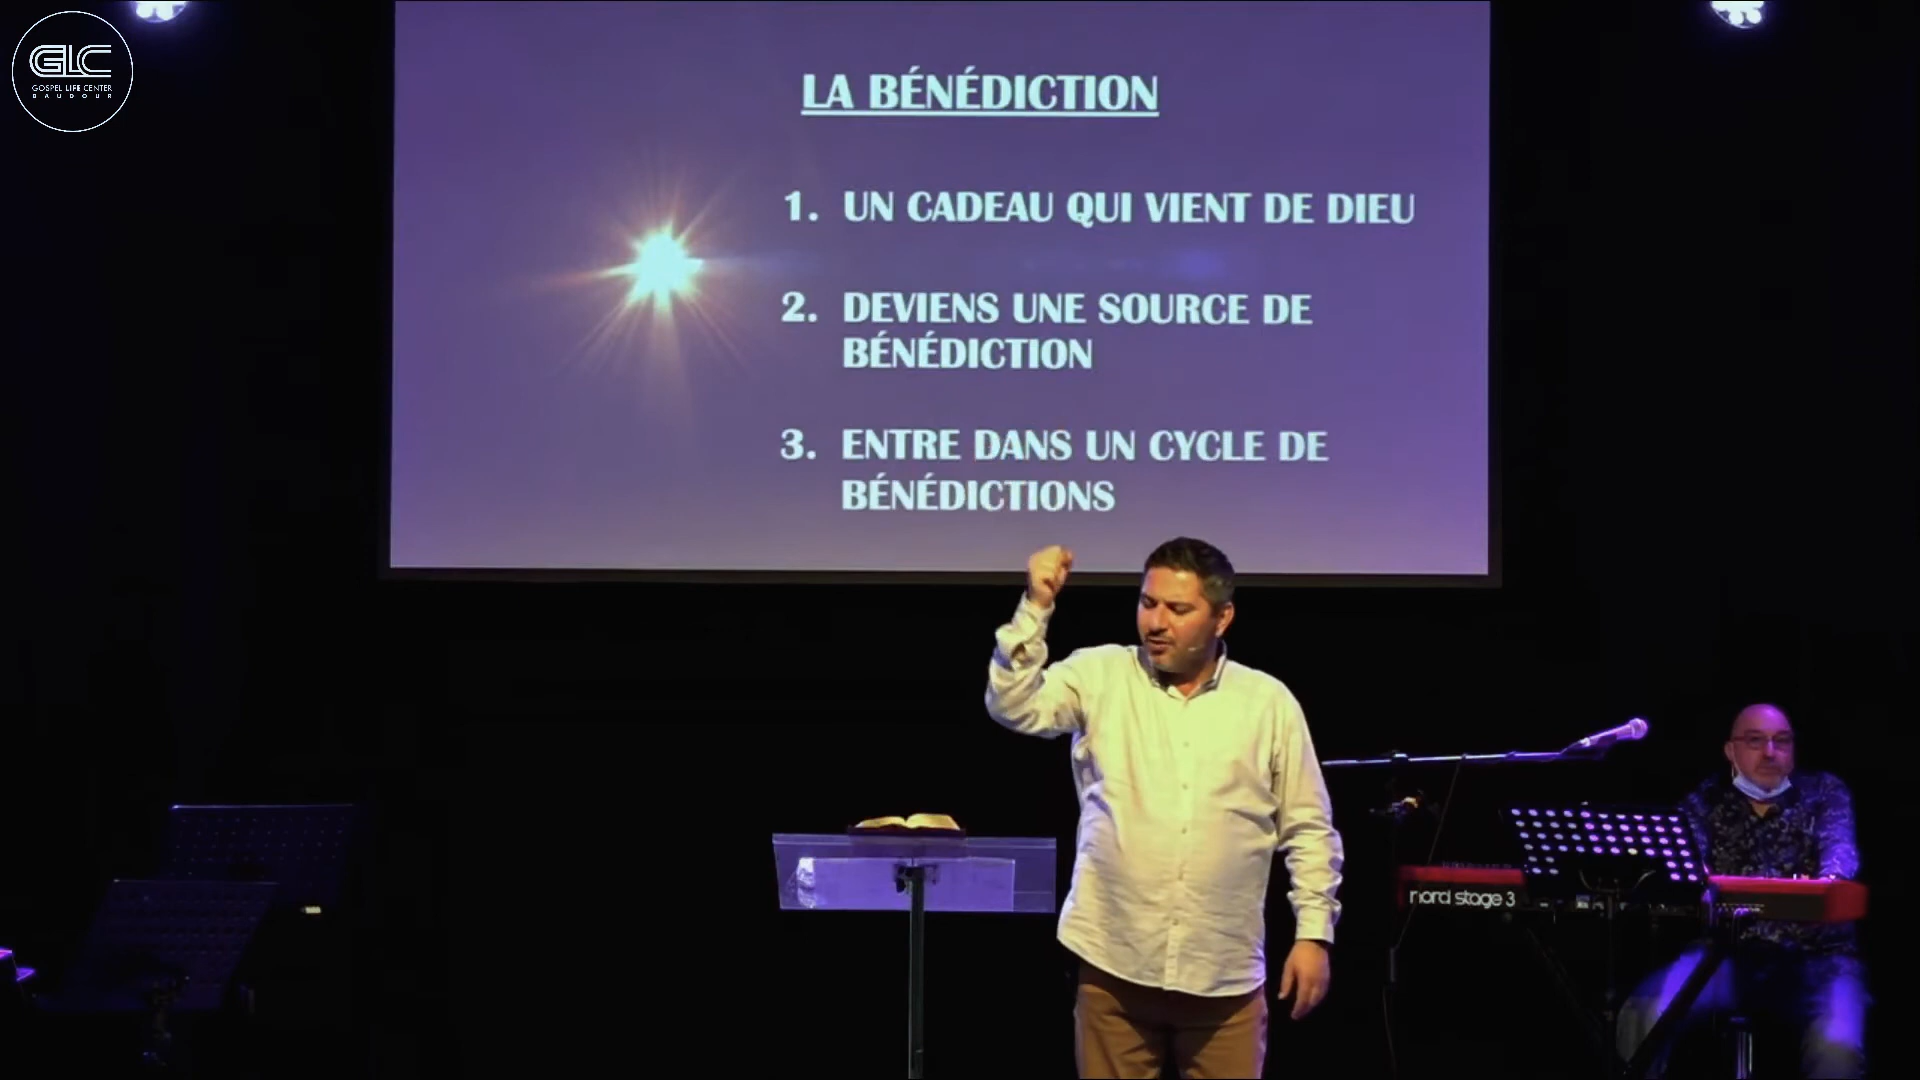 GLC
GOSPEL LIFE CENTER
BAUDOUR
LA BÉNÉDICTION
1. UN CADEAU QUI VIENT DE DIEU
2. DEVIENS UNE SOURCE DE
BÉNÉDICTION
3. ENTRE DANS UN CYCLE DE
BÉNÉDICTIONS
nord stage 3